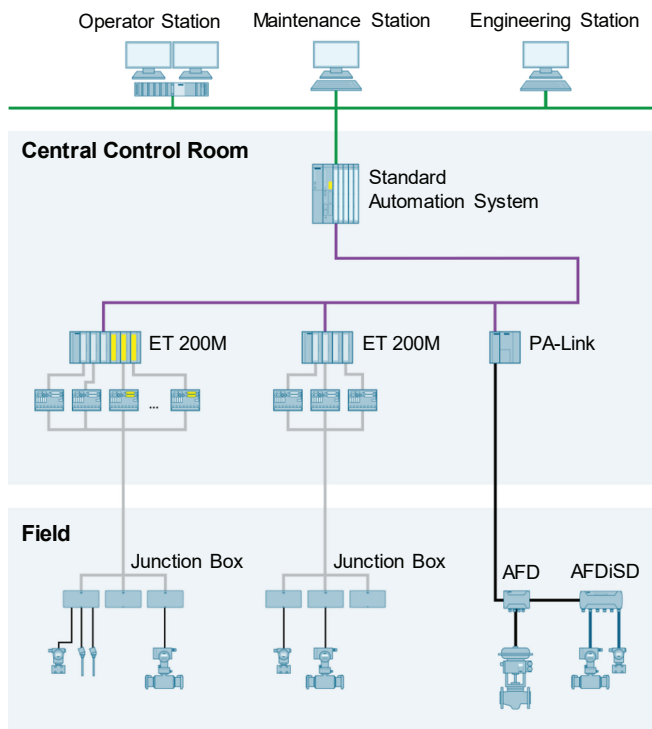 Operator Station
Maintenance Station
Engineering Station
Central Control Room
Standard
Automation System
ET 200M
ET 200M
PA-Link
...
Field
Junction Box
Junction Box
AFD
AFDiSD